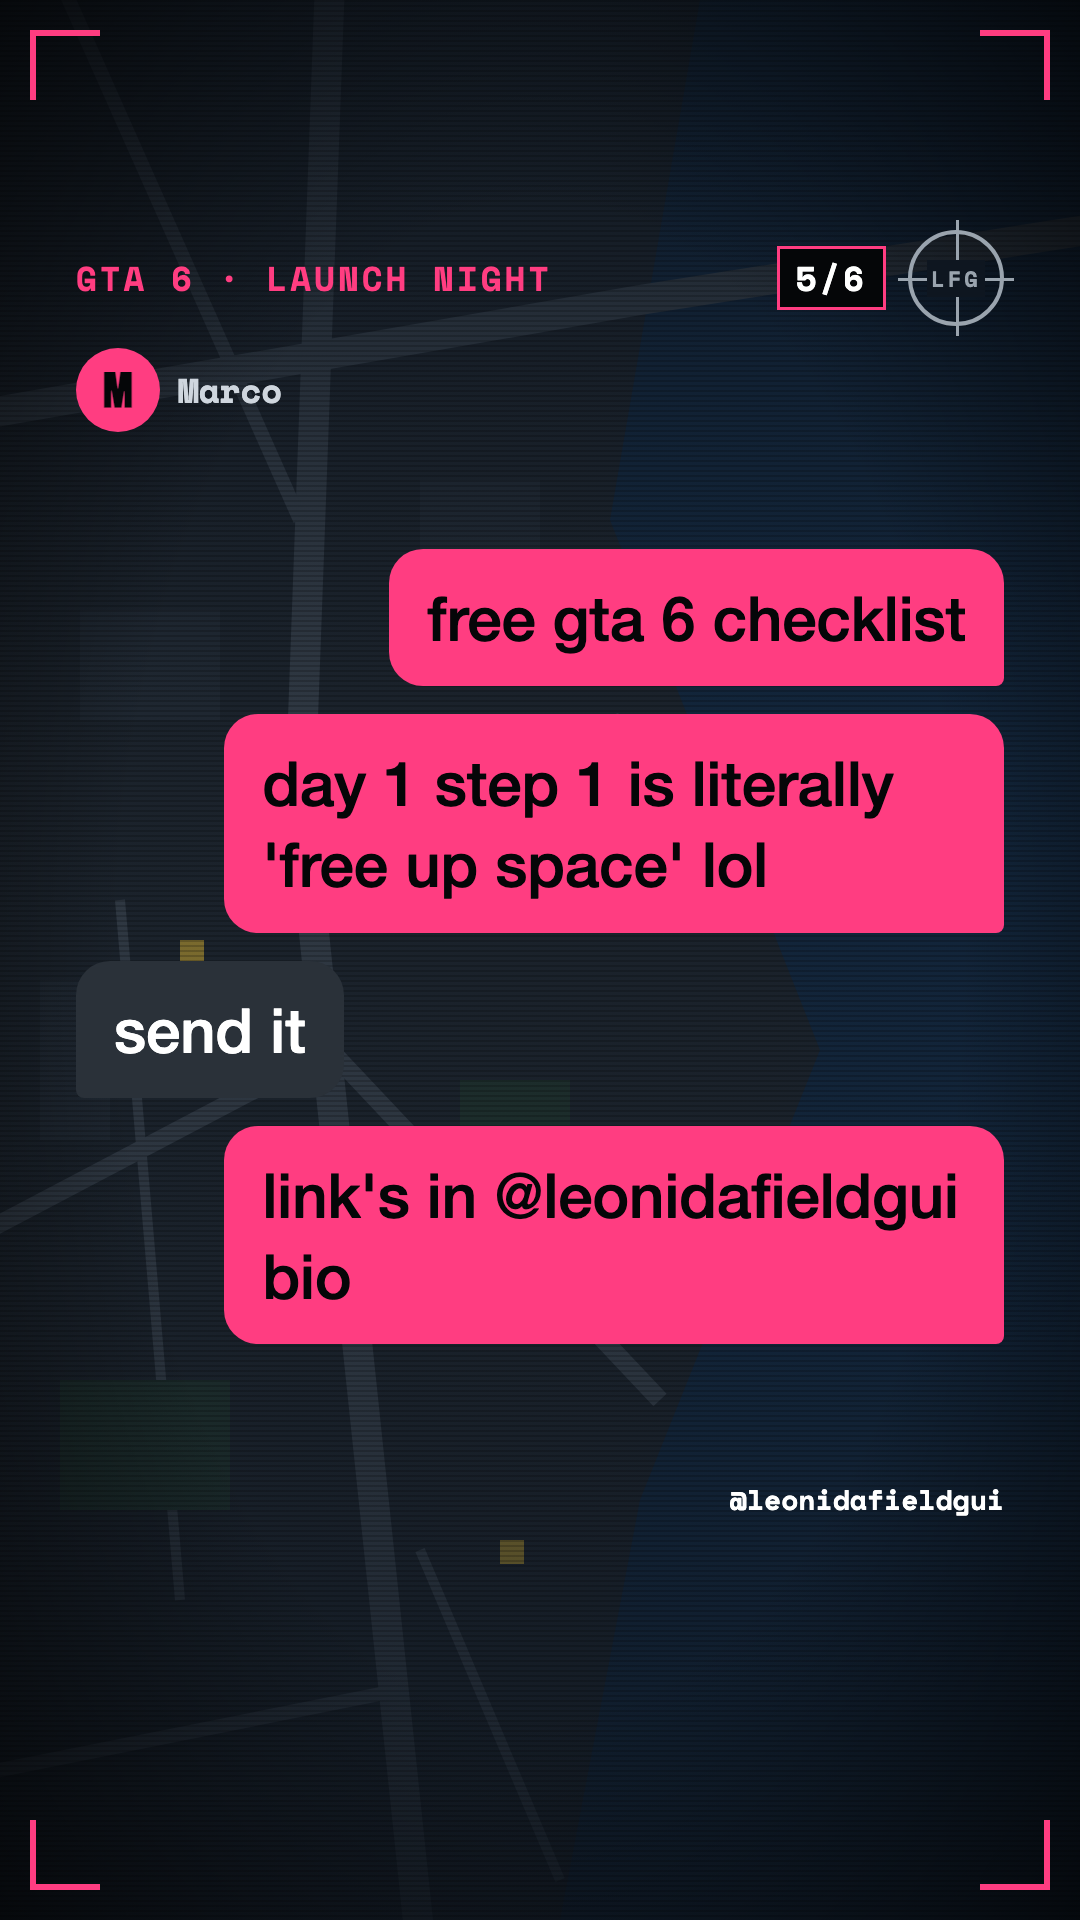 GTA 6 · LAUNCH NIGHT
5/6
LFG
M
Marco
free gta 6 checklist
day 1 step 1 is literally
'free up space' lol
send it
link's in @leonidafieldgui
bio
@leonidafieldgui